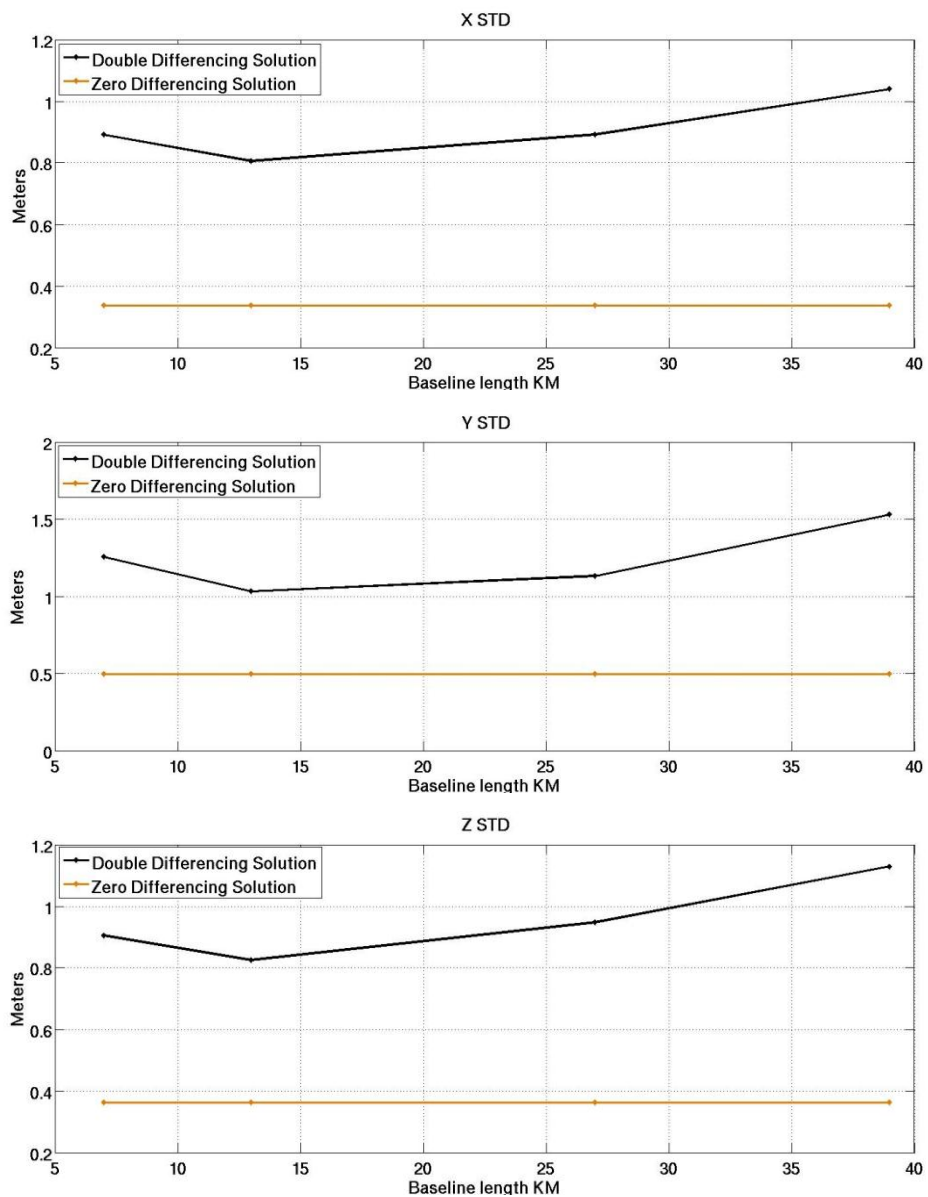 X STD
1.2
Double Differencing Solution
Zero Differencing Solution
1
0.8
Meters
0.6
0.4
0.2
5 10 15 20 25 30 35 40
Baseline length KM
Y STD
2
Double Differencing Solution
Zero Differencing Solution
1.5
Meters
1
0.5
0
5 10 15 20 25 30 35 40
Baseline length KM
Z STD
1.2
Double Differencing Solution
Zero Differencing Solution
1
0.8
Meters
0.6
0.4
0.2
5 10 15 20 25 30 35 40
Baseline length KM